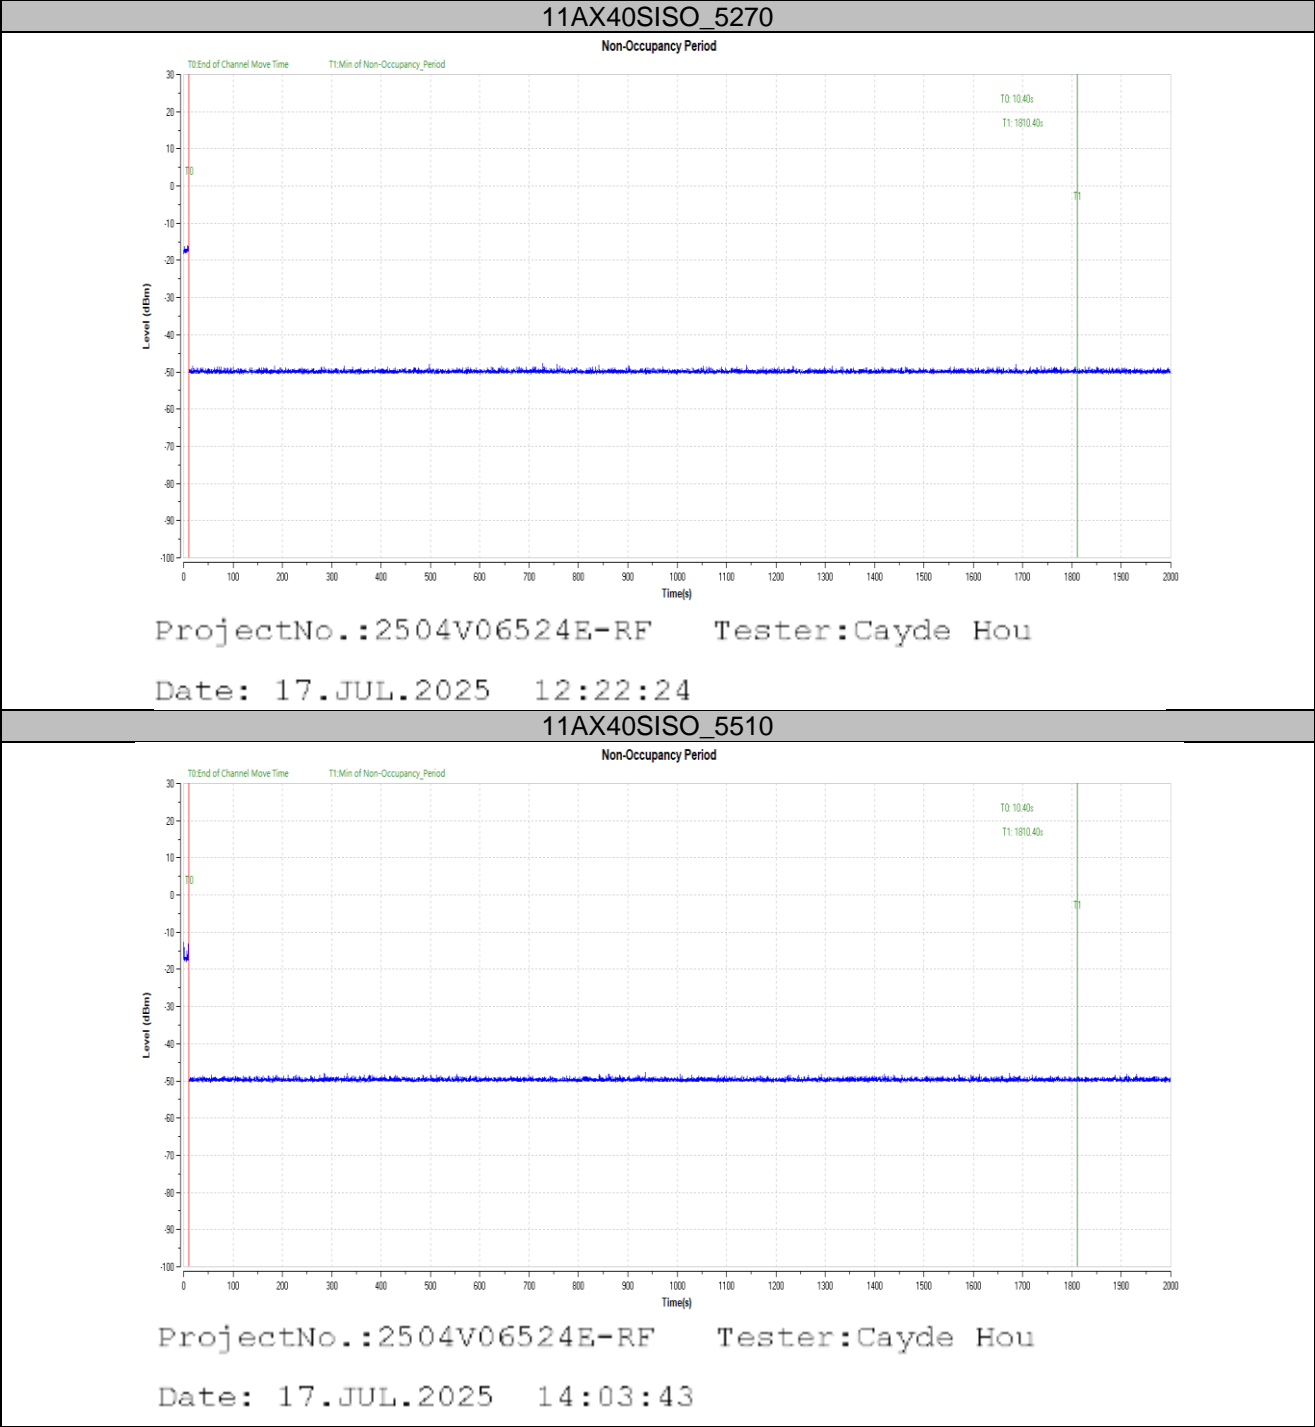 11AX40SISO_5270
Non-Occupancy Period
T0:End of Channel Move Time T1:Min of Non-Occupancy_Period
30
T0: 10.40s
20
T1: 1810.40s
10
T0
0
T1
-10
-20
-30
Level (dBm)
-40
-50
-60
-70
-80
-90
-100
0 100 200 300 400 500 600 700 800 900 1000 1100 1200 1300 1400 1500 1600 1700 1800 1900 2000
Time(s)
ProjectNo.:2504V06524E-RF Tester:Cayde Hou
Date: 17.JUL.2025 12:22:24
11AX40SISO_5510
Non-Occupancy Period
T0:End of Channel Move Time T1:Min of Non-Occupancy_Period
30
T0: 10.40s
20
T1: 1810.40s
10
T0
0
T1
-10
-20
-30
Level (dBm)
-40
-50
-60
-70
-80
-90
-100
0 100 200 300 400 500 600 700 800 900 1000 1100 1200 1300 1400 1500 1600 1700 1800 1900 2000
Time(s)
ProjectNo.:2504V06524E-RF Tester:Cayde Hou
Date: 17.JUL.2025 14:03:43